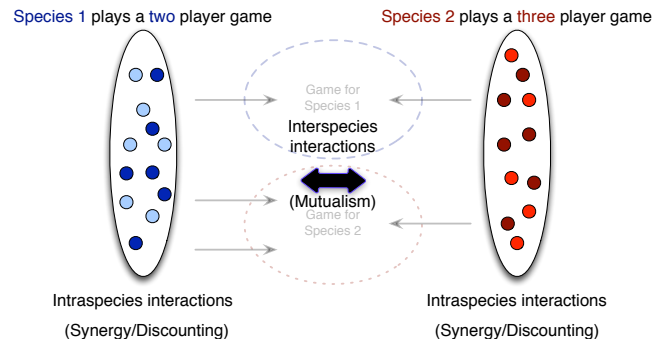 Species 1 plays a two player game
Species 2 plays a three player game
Game for
Species 1
Interspecies
interactions
(Mutualism)
Game for
Species 2
Intraspecies interactions
(Synergy/Discounting)
Intraspecies interactions
(Synergy/Discounting)